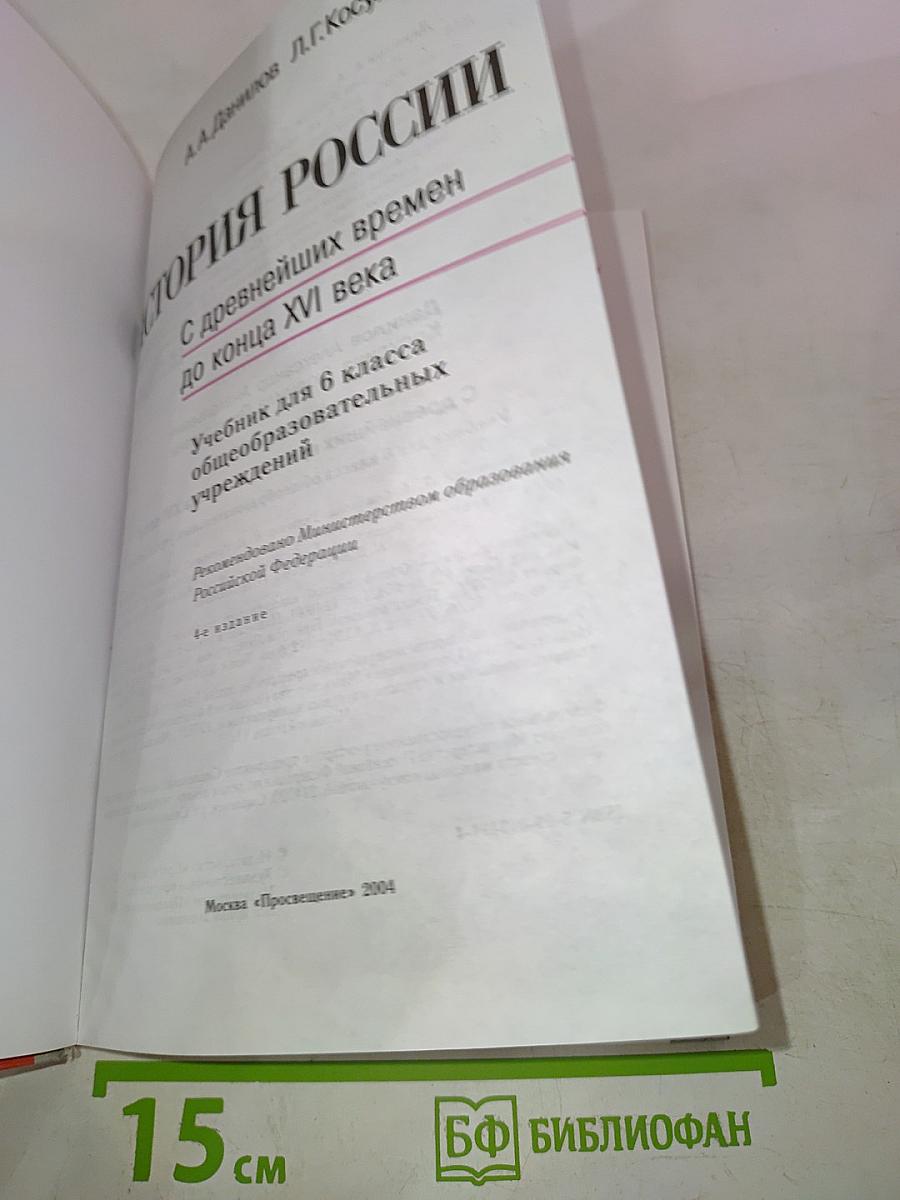 А.А.Данилов Л.Г.Косу
ИСТОРИЯ РОССИИ
С древнейших времен
до конца XVI века
Учебник для 6 класса
общеобразовательных
учреждений
Рекомендовано Министерством образования
Российской Федерации
4-е издание
Москва «Просвещение» 2004
15 см
БФ БИБЛИОФАН